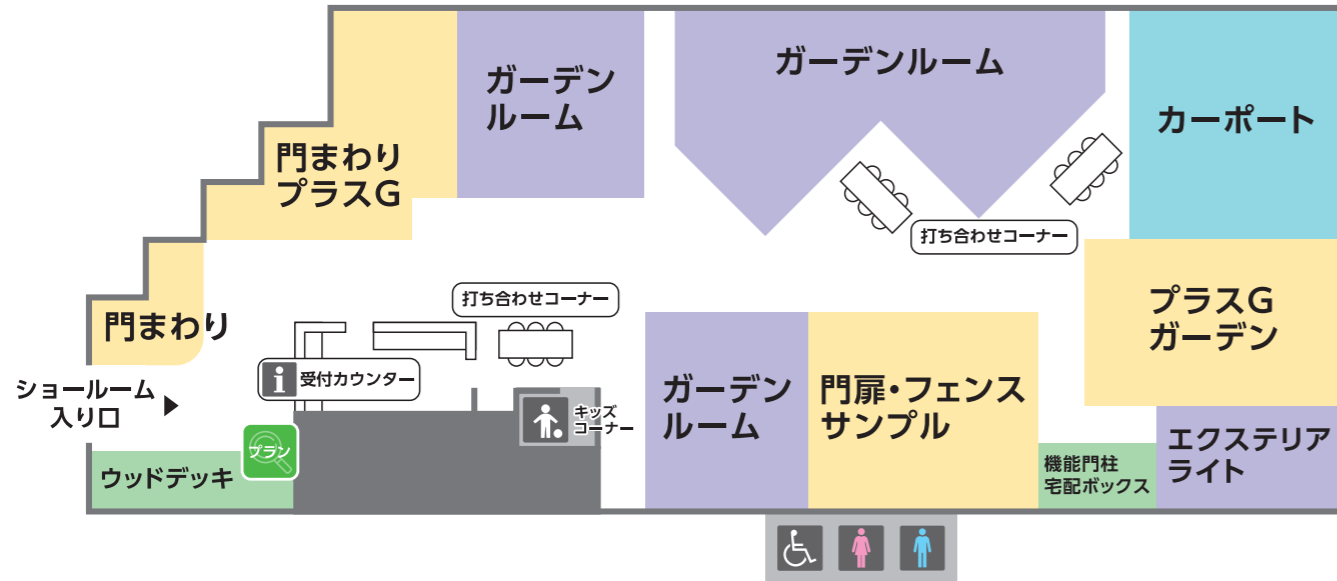 ガーデン
ルーム
ガーデンルーム
カーポート
門まわり
プラスG
打ち合わせコーナー
プラスG
ガーデン
打ち合わせコーナー
門まわり
受付カウンター
ショールーム
入り口
キッズ
コーナー
ガーデン
ルーム
門扉・フェンス
サンプル
エクステリア
ライト
プラン
ウッドデッキ
機能門柱
宅配ボックス